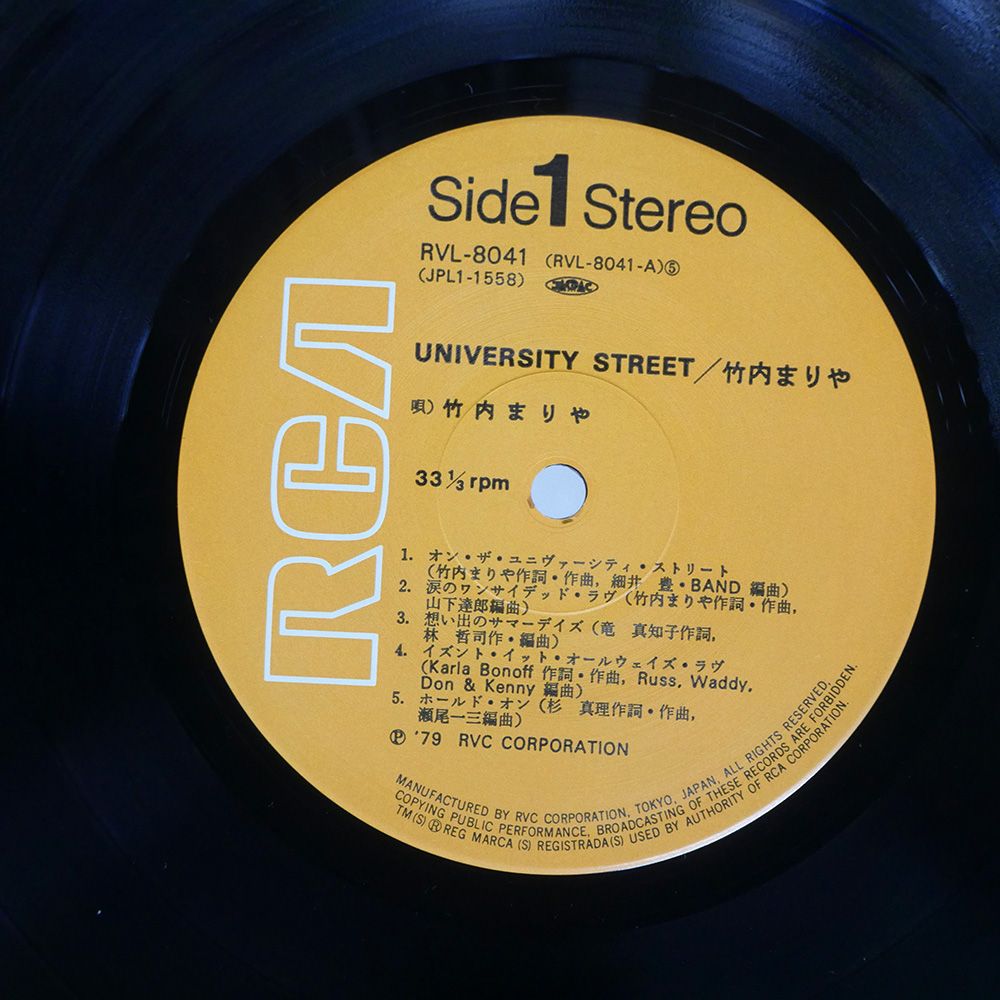 Side 1 Stereo
RVL-8041 (RVL-8041-A)⑤
(JPL1-1558) JASRAC
RCA
UNIVERSITY STREET／竹内まりや
唄）竹内まりや
33 1/3 rpm
1. オン・ザ・ユニヴァーシティ・ストリート
(竹内まりや作詞・作曲, 細井 豊・BAND 編曲)
2. 涙のワンサイデッド・ラヴ (竹内まりや作詞・作曲,
山下達郎編曲)
3. 想い出のサマーデイズ (竜 真知子作詞,
林 哲司作・編曲)
4. イズント・イット・オールウェイズ・ラヴ
(Karla Bonoff 作詞・作曲, Russ, Waddy,
Don & Kenny 編曲)
5. ホールド・オン (杉 真理作詞・作曲,
瀬尾一三編曲)
Ⓟ '79 RVC CORPORATION
MANUFACTURED BY RVC CORPORATION, TOKYO, JAPAN, ALL RIGHTS RESERVED.
COPYING PUBLIC PERFORMANCE, BROADCASTING OF THESE RECORDS ARE FORBIDDEN.
TM(S) ® REG MARCA (S) REGISTRADA(S) USED BY AUTHORITY OF RCA CORPORATION.